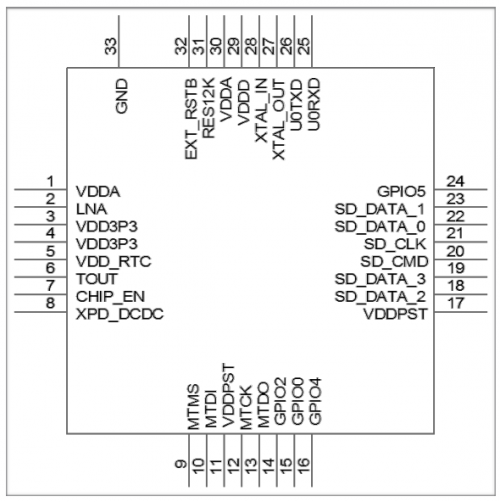 33 32 31 30 29 28 27 26 25
GND EXT_RSTB RES12K VDDA VDDD XTAL_IN XTAL_OUT U0TXD U0RXD
1 VDDA
2 LNA
3 VDD3P3
4 VDD3P3
5 VDD_RTC
6 TOUT
7 CHIP_EN
8 XPD_DCDC
GPIO5 24
SD_DATA_1 23
SD_DATA_0 22
SD_CLK 21
SD_CMD 20
SD_DATA_3 19
SD_DATA_2 18
VDDPST 17
MTMS MTDI VDDPST MTCK MTDO GPIO2 GPIO0 GPIO4
9 10 11 12 13 14 15 16